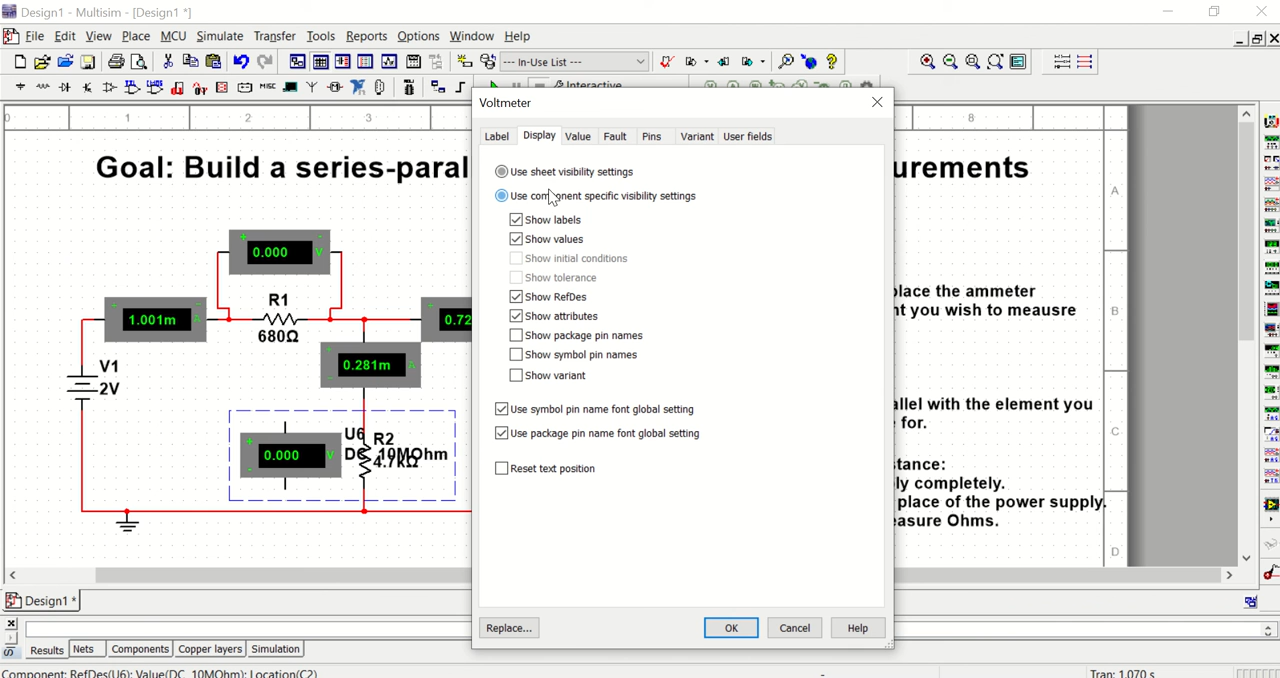 Design1 - Multisim - [Design1 *]
File Edit View Place MCU Simulate Transfer Tools Reports Options Window Help
--- In-Use List ---
Interactive
0 1 2 3 8
Goal: Build a series-paral
urements
Voltmeter
Label Display Value Fault Pins Variant User fields
Use sheet visibility settings
Use component specific visibility settings
Show labels
Show values
Show initial conditions
Show tolerance
Show RefDes
Show attributes
Show package pin names
Show symbol pin names
Show variant
Use symbol pin name font global setting
Use package pin name font global setting
Reset text position
Replace... OK Cancel Help
A
B
C
D
+ - 0.000 V
R1
680Ω
1.001m A
0.72
0.281m A
V1
2V
0.000 V
U6
DC 10MOhm
R2
4.7kΩ
lace the ammeter
nt you wish to meausre
allel with the element you
for.
stance:
ly completely.
place of the power supply.
easure Ohms.
Design1 *
Results Nets Components Copper layers Simulation
Component: RefDes(U6); Value(DC_10MOhm); Location(C2)
-
Tran: 1.070 s